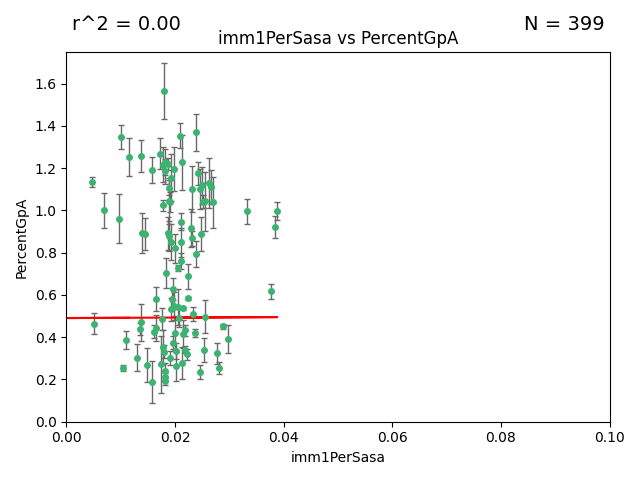 r^2 = 0.00
N = 399
imm1PerSasa vs PercentGpA
PercentGpA
1.6
1.4
1.2
1.0
0.8
0.6
0.4
0.2
0.0
0.00 0.02 0.04 0.06 0.08 0.10
imm1PerSasa